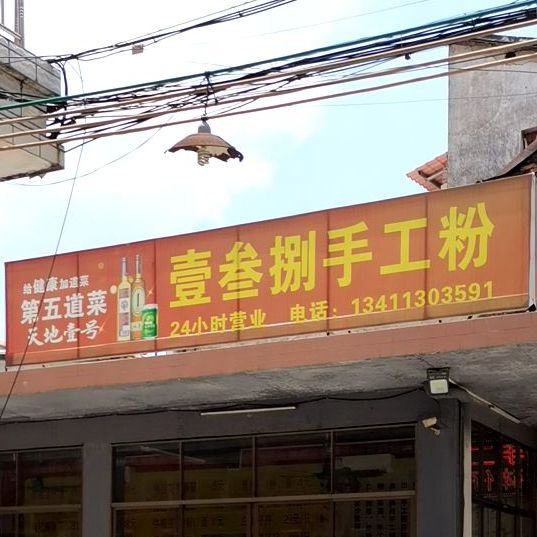 给健康加道菜
第五道菜
天地壹号
壹叁捌手工粉
24小时营业 电话：13411303591